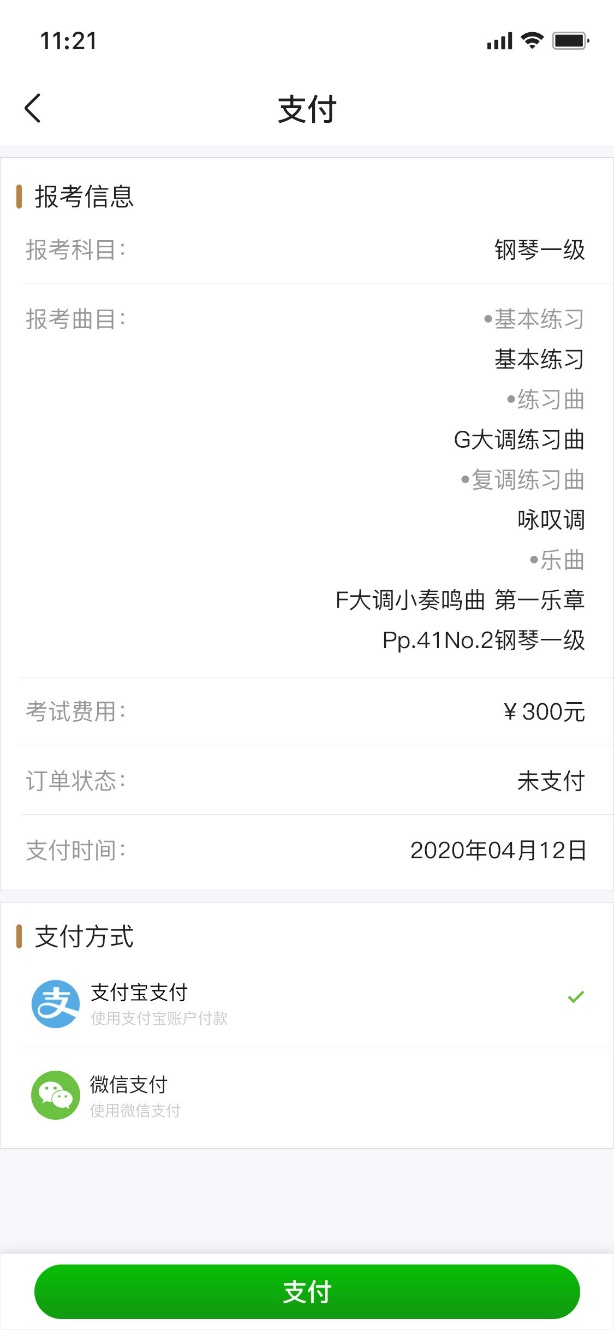 11:21
支付
报考信息
报考科目: 钢琴一级
报考曲目: •基本练习
基本练习
•练习曲
G大调练习曲
•复调练习曲
咏叹调
•乐曲
F大调小奏鸣曲 第一乐章
Pp.41No.2钢琴一级
考试费用: ￥300元
订单状态: 未支付
支付时间: 2020年04月12日
支付方式
支付宝支付
使用支付宝账户付款
微信支付
使用微信支付
支付